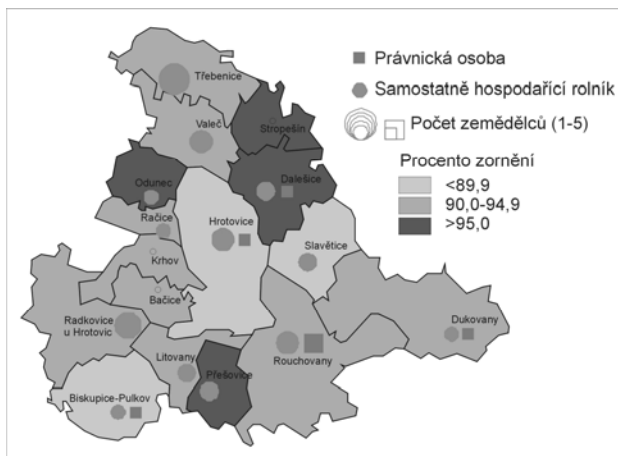 Právnická osoba
Samostatně hospodařící rolník
Počet zemědělců (1-5)
Procento zornění
<89,9
90,0-94,9
>95,0
Třebenice
Valeč
Stropešín
Odunec
Dalešice
Račice
Hrotovice
Krhov
Slavětice
Bačice
Radkovice
u Hrotovic
Dukovany
Litovany
Rouchovany
Přešovice
Biskupice-Pulkov